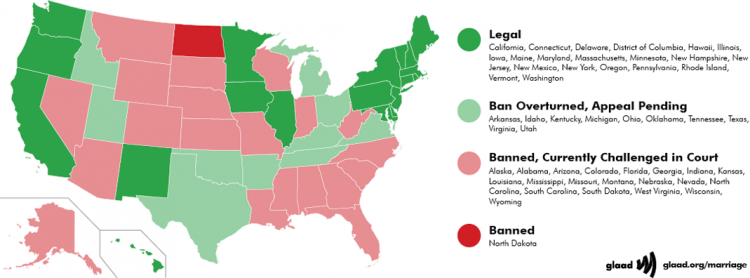 Legal
California, Connecticut, Delaware, District of Columbia, Hawaii, Illinois,
Iowa, Maine, Maryland, Massachusetts, Minnesota, New Hampshire, New
Jersey, New Mexico, New York, Oregon, Pennsylvania, Rhode Island,
Vermont, Washington
Ban Overturned, Appeal Pending
Arkansas, Idaho, Kentucky, Michigan, Ohio, Oklahoma, Tennessee, Texas,
Virginia, Utah
Banned, Currently Challenged in Court
Alaska, Alabama, Arizona, Colorado, Florida, Georgia, Indiana, Kansas,
Louisiana, Mississippi, Missouri, Montana, Nebraska, Nevada, North
Carolina, South Carolina, South Dakota, West Virginia, Wisconsin,
Wyoming
Banned
North Dakota
glaad glaad.org/marriage